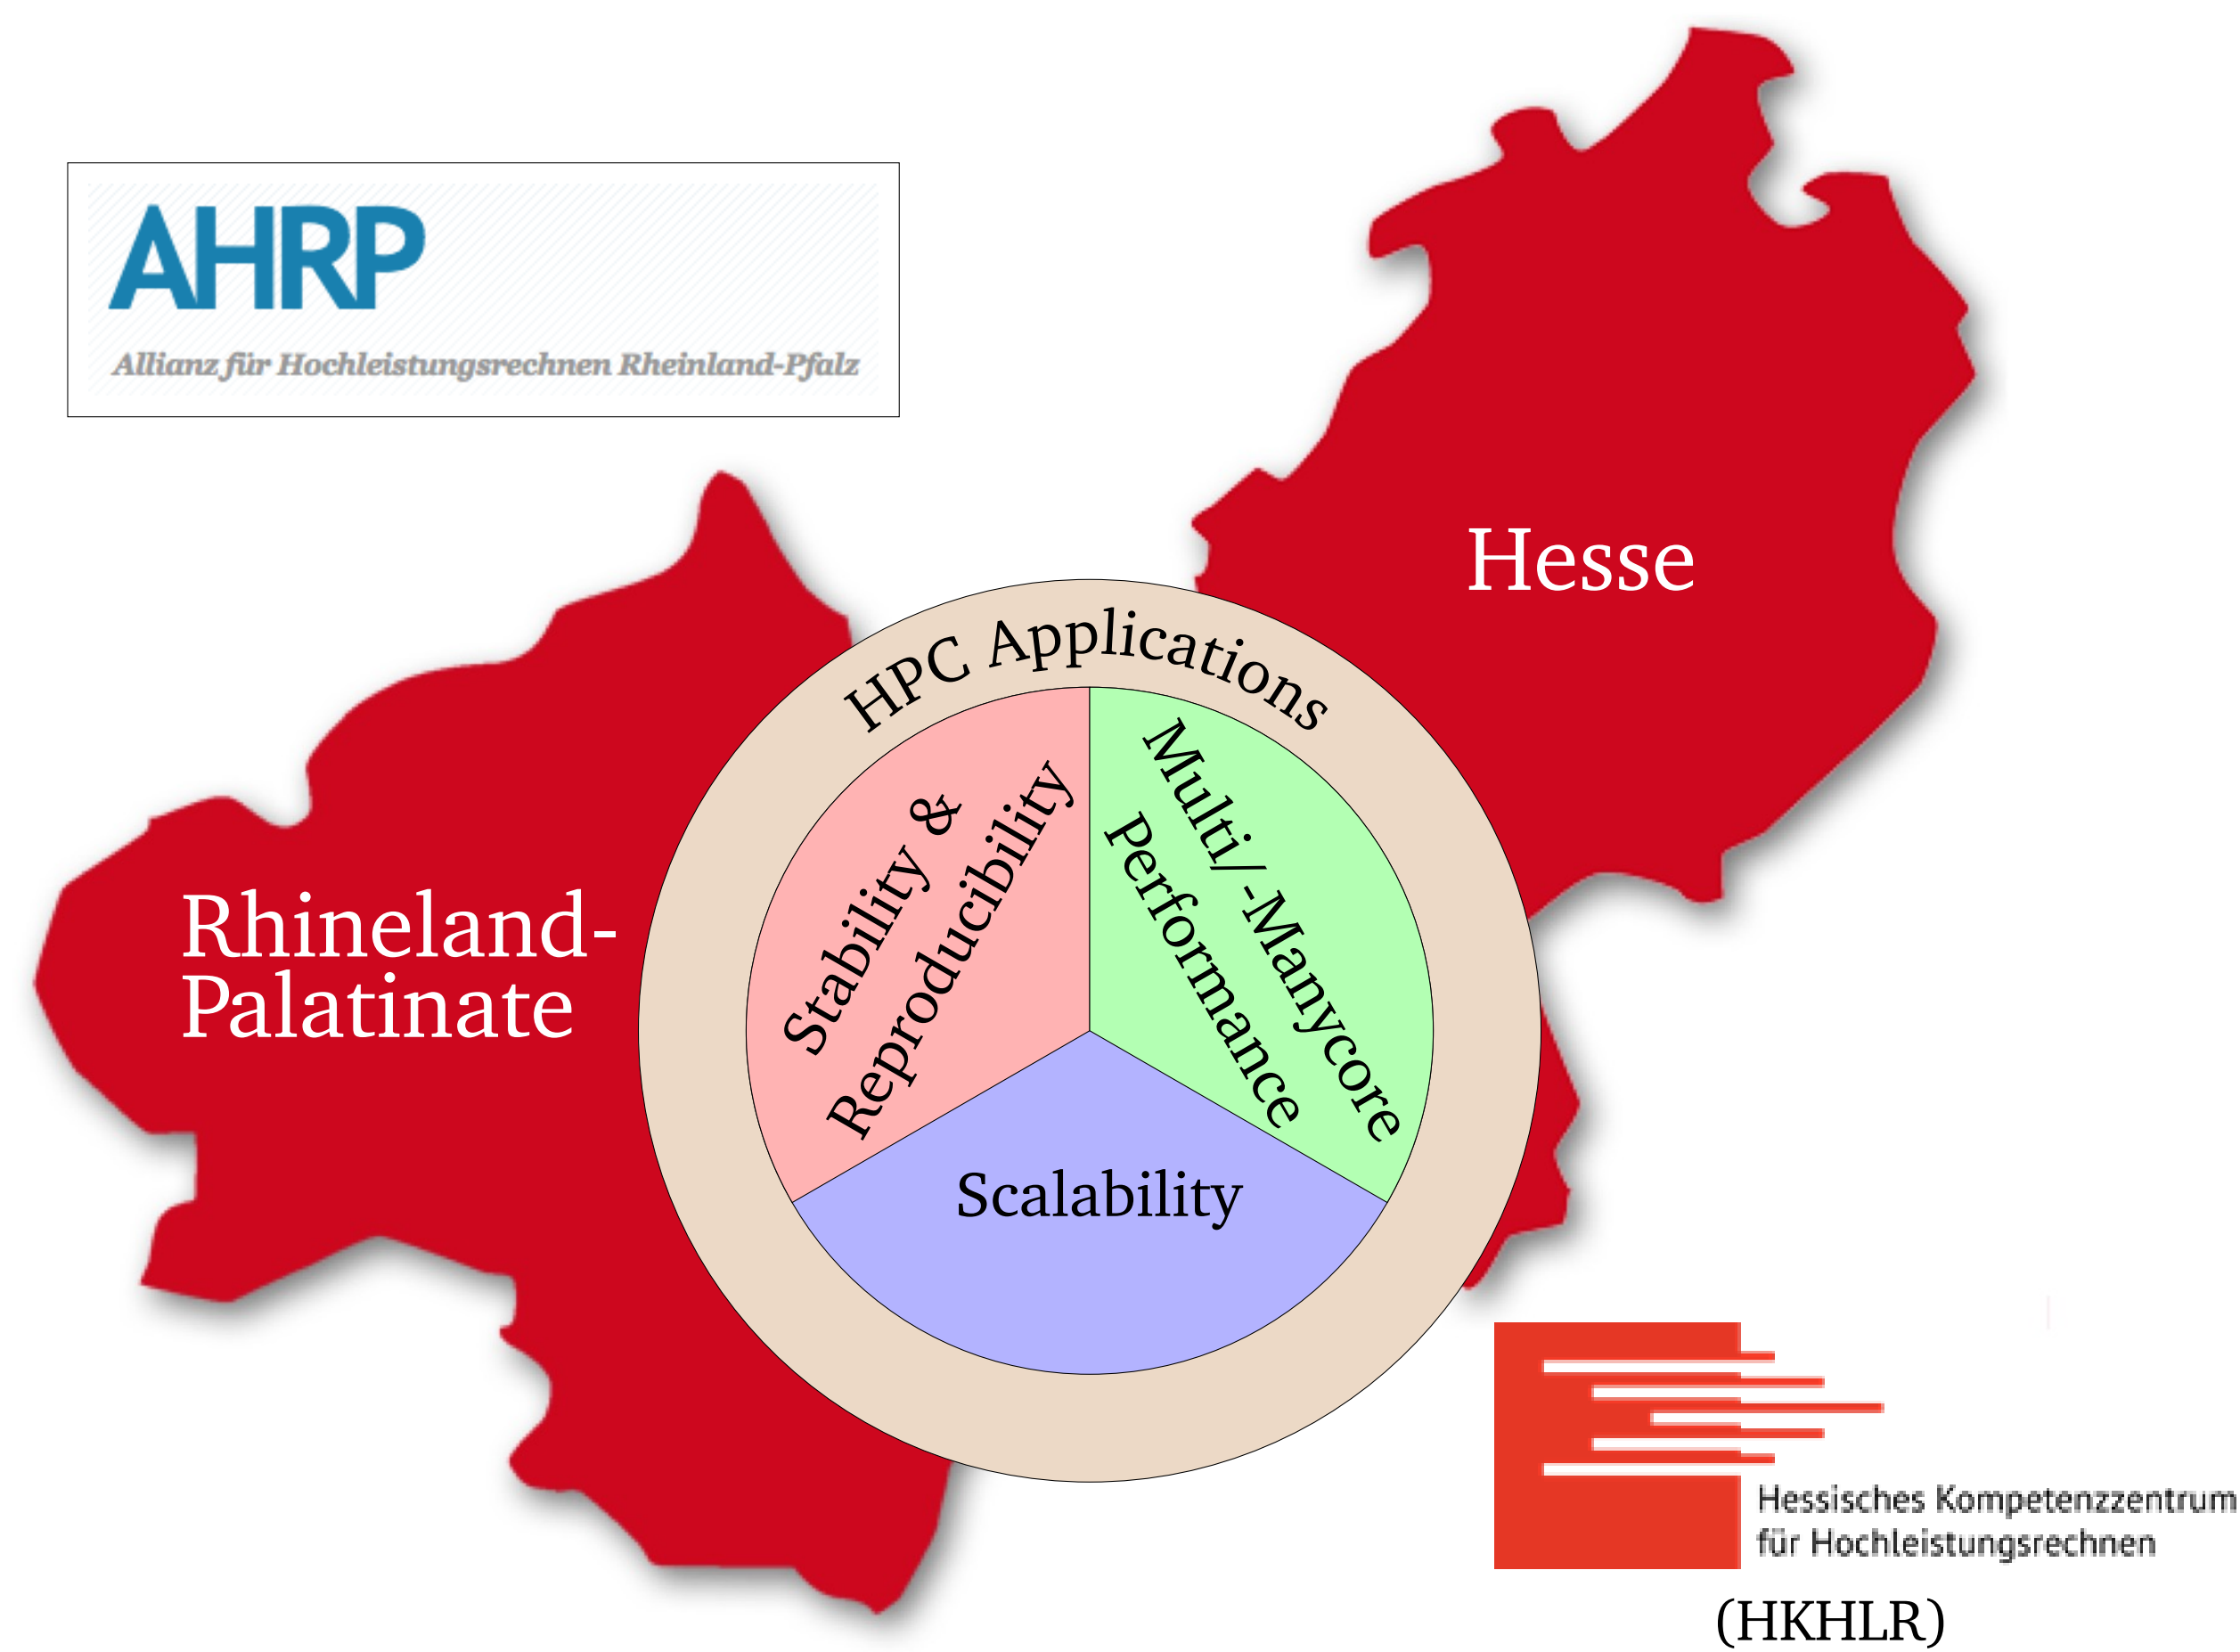 AHRP
Allianz für Hochleistungsrechnen Rheinland-Pfalz
Hesse
HPC Applications
Stability &
Reproducibility
Multi/-Manycore
Performance
Rhineland-
Palatinate
Scalability
Hessisches Kompetenzzentrum
für Hochleistungsrechnen
(HKHLR)